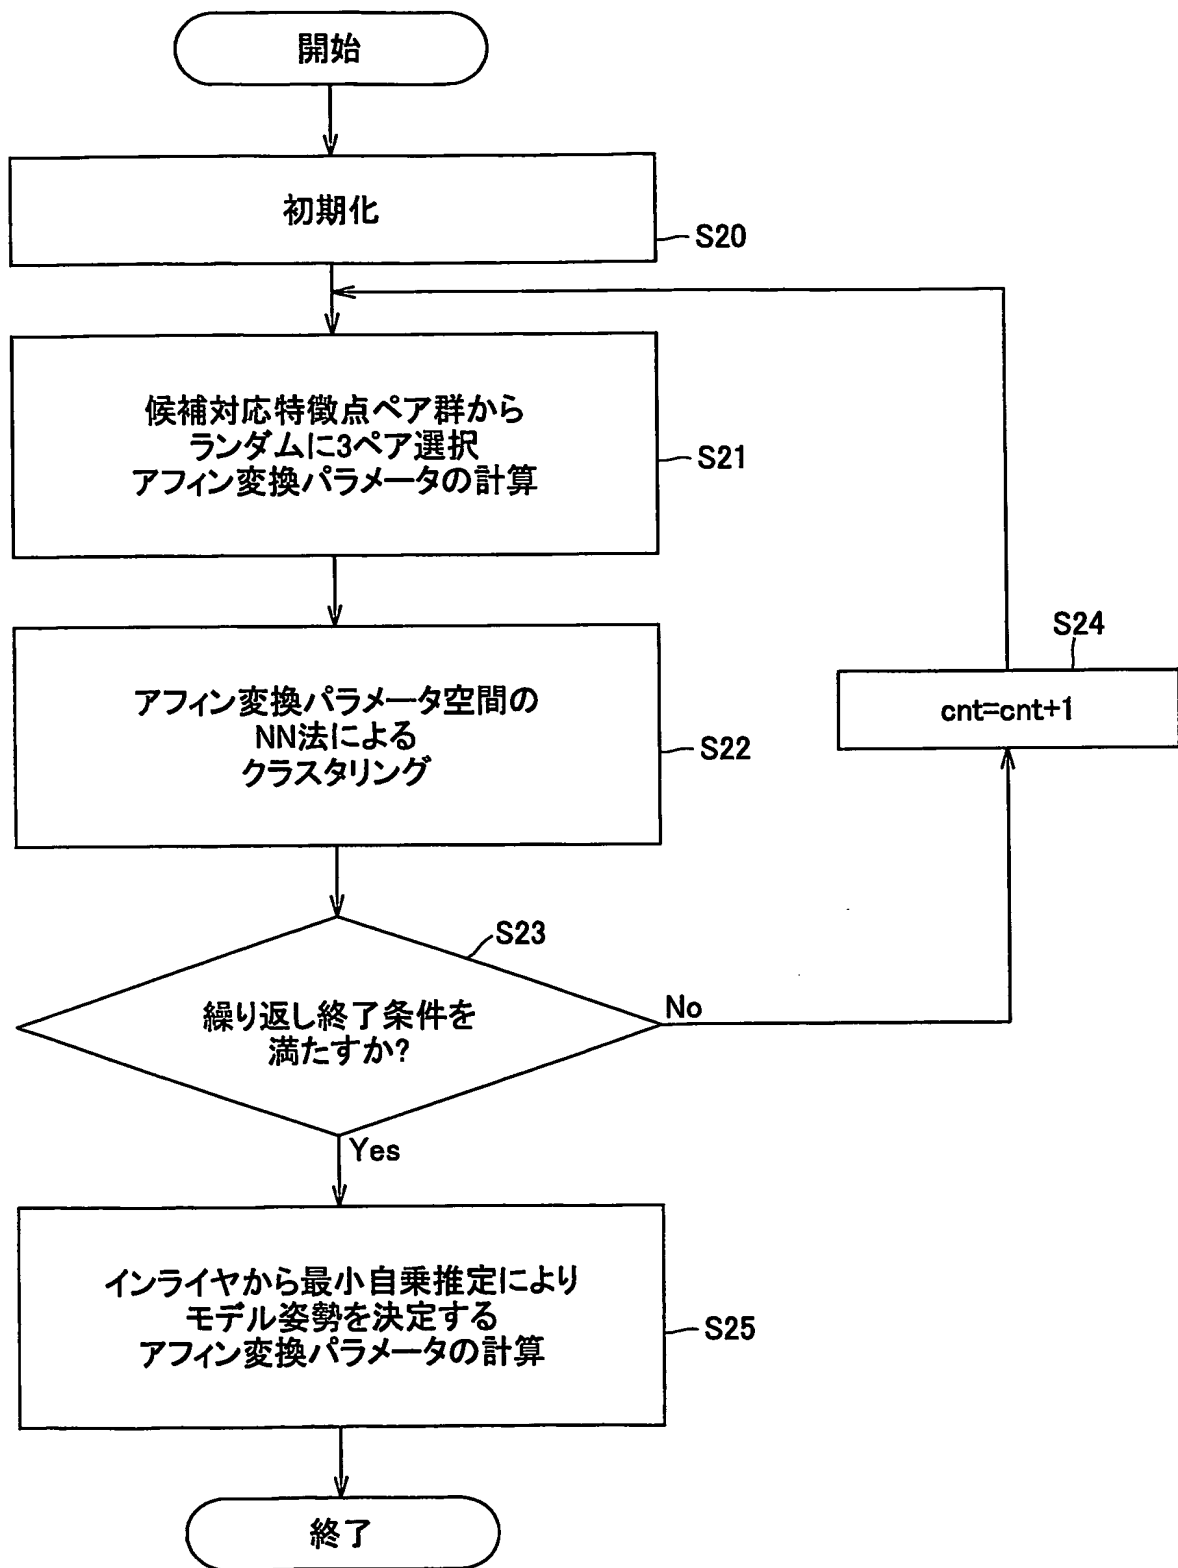 開始
初期化
S20
候補対応特徴点ペア群から
ランダムに3ペア選択
アフィン変換パラメータの計算
S21
アフィン変換パラメータ空間の
NN法による
クラスタリング
S22
S24
cnt=cnt+1
S23
繰り返し終了条件を
満たすか?
No
Yes
インライヤから最小自乗推定により
モデル姿勢を決定する
アフィン変換パラメータの計算
S25
終了